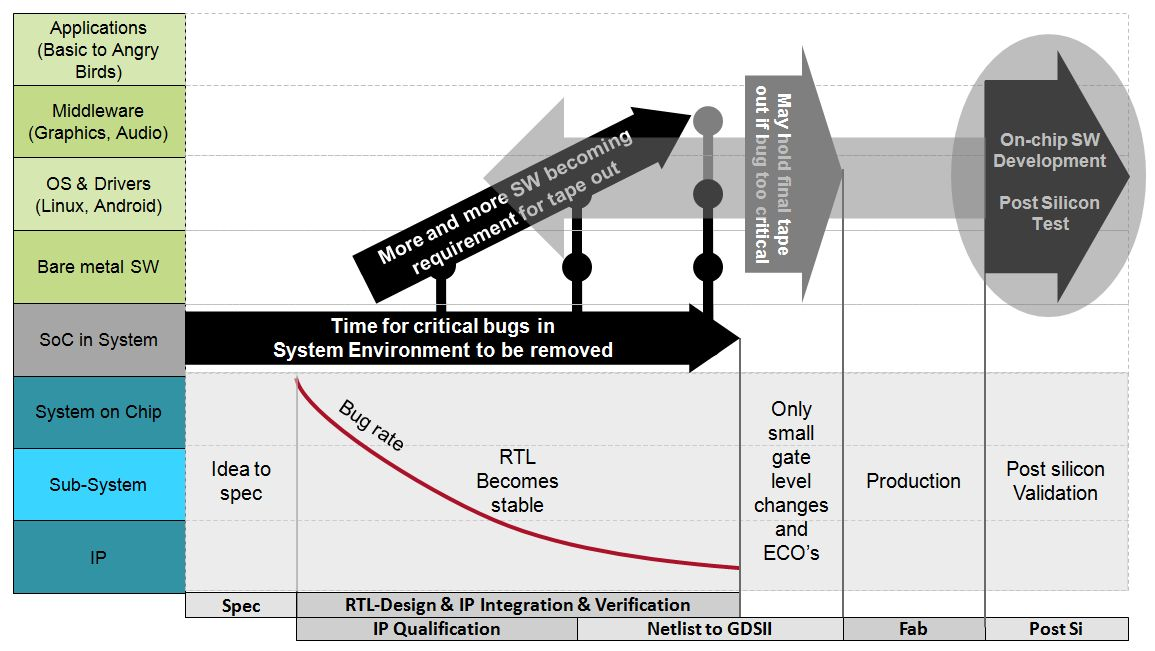 Applications
(Basic to Angry
Birds)
Middleware
(Graphics, Audio)
OS & Drivers
(Linux, Android)
Bare metal SW
SoC in System
System on Chip
Sub-System
IP
More and more SW becoming
requirement for tape out
May hold final tape
out if bug too critical
On-chip SW
Development
Post Silicon
Test
Time for critical bugs in
System Environment to be removed
Bug rate
Idea to
spec
RTL
Becomes
stable
Only
small
gate
level
changes
and
ECO's
Production
Post silicon
Validation
Spec
RTL-Design & IP Integration & Verification
IP Qualification
Netlist to GDSII
Fab
Post Si